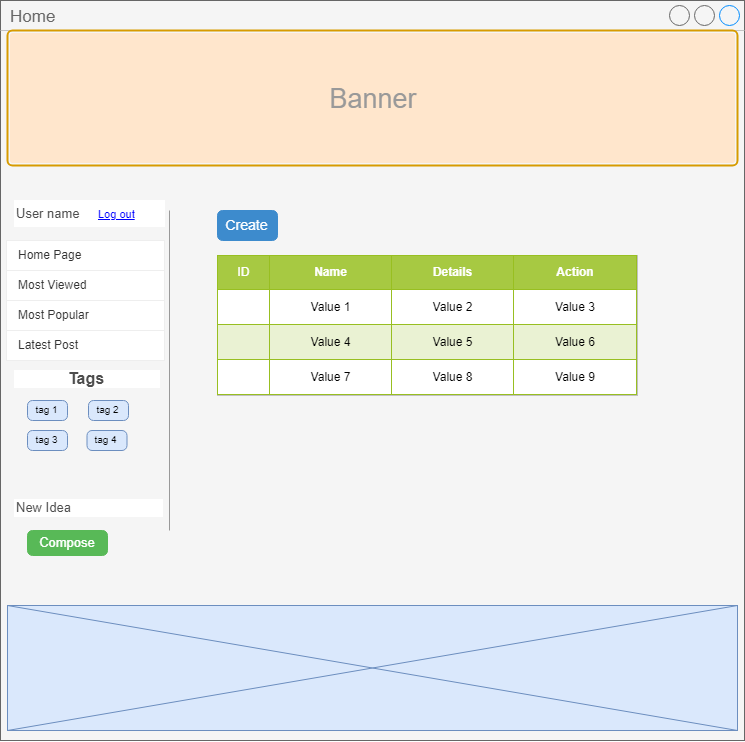 Home
Banner
User name Log out
Home Page
Most Viewed
Most Popular
Latest Post
Tags
tag 1 tag 2
tag 3 tag 4
New Idea
Compose
Create
ID Name Details Action
Value 1 Value 2 Value 3
Value 4 Value 5 Value 6
Value 7 Value 8 Value 9